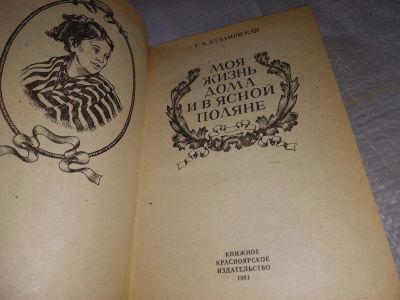 Т. А. КУЗМИНСКАЯ
МОЯ
ЖИЗНЬ
ДОМА
И В ЯСНОЙ
ПОЛЯНЕ
КНИЖНОЕ
КРАСНОЯРСКОЕ
ИЗДАТЕЛЬСТВО
1981